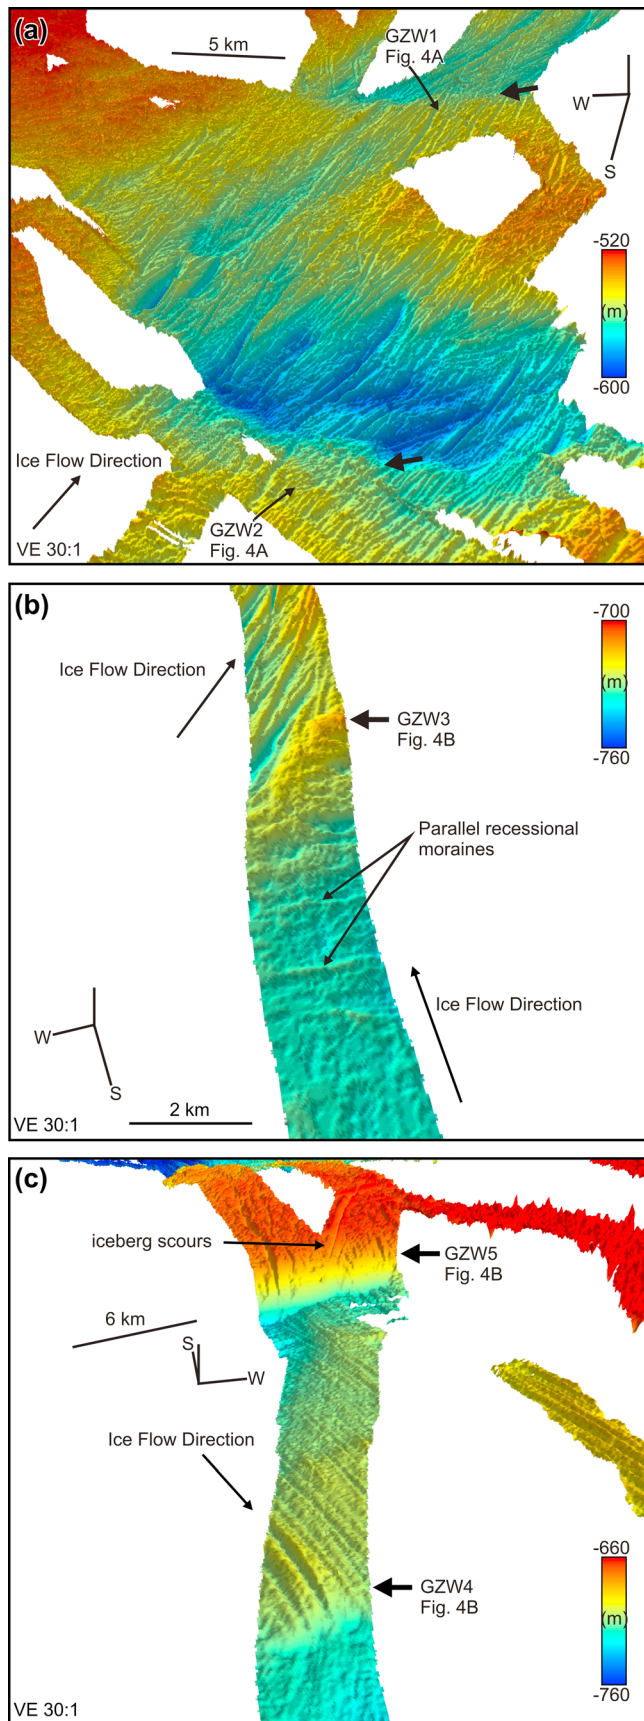 (a)
5 km
GZW1
Fig. 4A
W
S
-520
(m)
-600
Ice Flow Direction
VE 30:1
GZW2
Fig. 4A
(b)
-700
(m)
-760
Ice Flow Direction
GZW3
Fig. 4B
Parallel recessional
moraines
Ice Flow Direction
W
S
2 km
VE 30:1
(c)
iceberg scours
GZW5
Fig. 4B
6 km
S
W
Ice Flow Direction
-660
(m)
-760
GZW4
Fig. 4B
VE 30:1